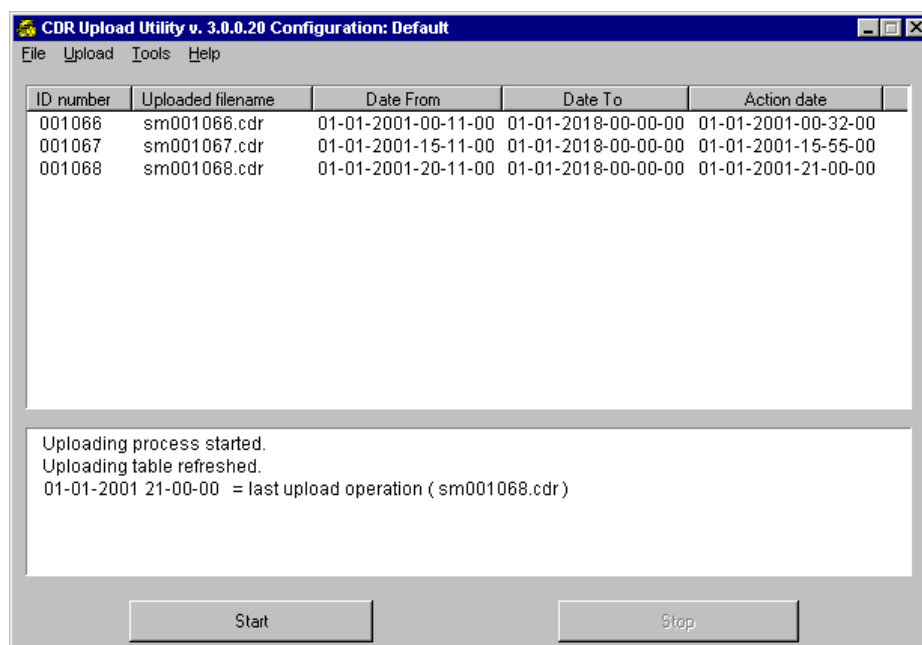 CDR Upload Utility v. 3.0.0.20 Configuration: Default
File Upload Tools Help
ID number Uploaded filename Date From Date To Action date
001066 sm001066.cdr 01-01-2001-00-11-00 01-01-2018-00-00-00 01-01-2001-00-32-00
001067 sm001067.cdr 01-01-2001-15-11-00 01-01-2018-00-00-00 01-01-2001-15-55-00
001068 sm001068.cdr 01-01-2001-20-11-00 01-01-2018-00-00-00 01-01-2001-21-00-00
Uploading process started.
Uploading table refreshed.
01-01-2001 21-00-00 = last upload operation ( sm001068.cdr )
Start Stop